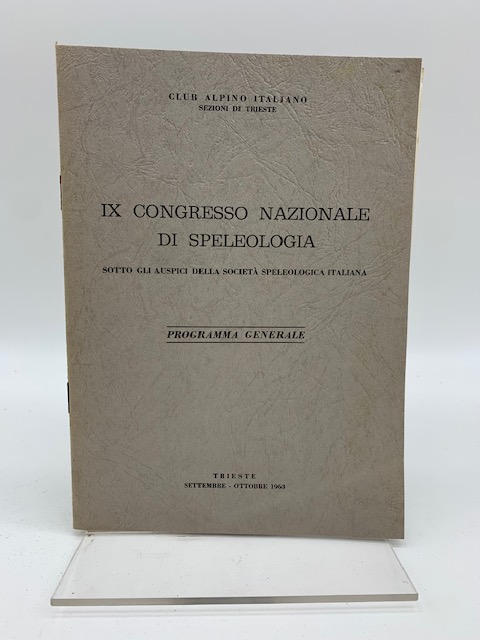 CLUB ALPINO ITALIANO
SEZIONI DI TRIESTE
IX CONGRESSO NAZIONALE
DI SPELEOLOGIA
SOTTO GLI AUSPICI DELLA SOCIETÀ SPELEOLOGICA ITALIANA
PROGRAMMA GENERALE
TRIESTE
SETTEMBRE - OTTOBRE 1963